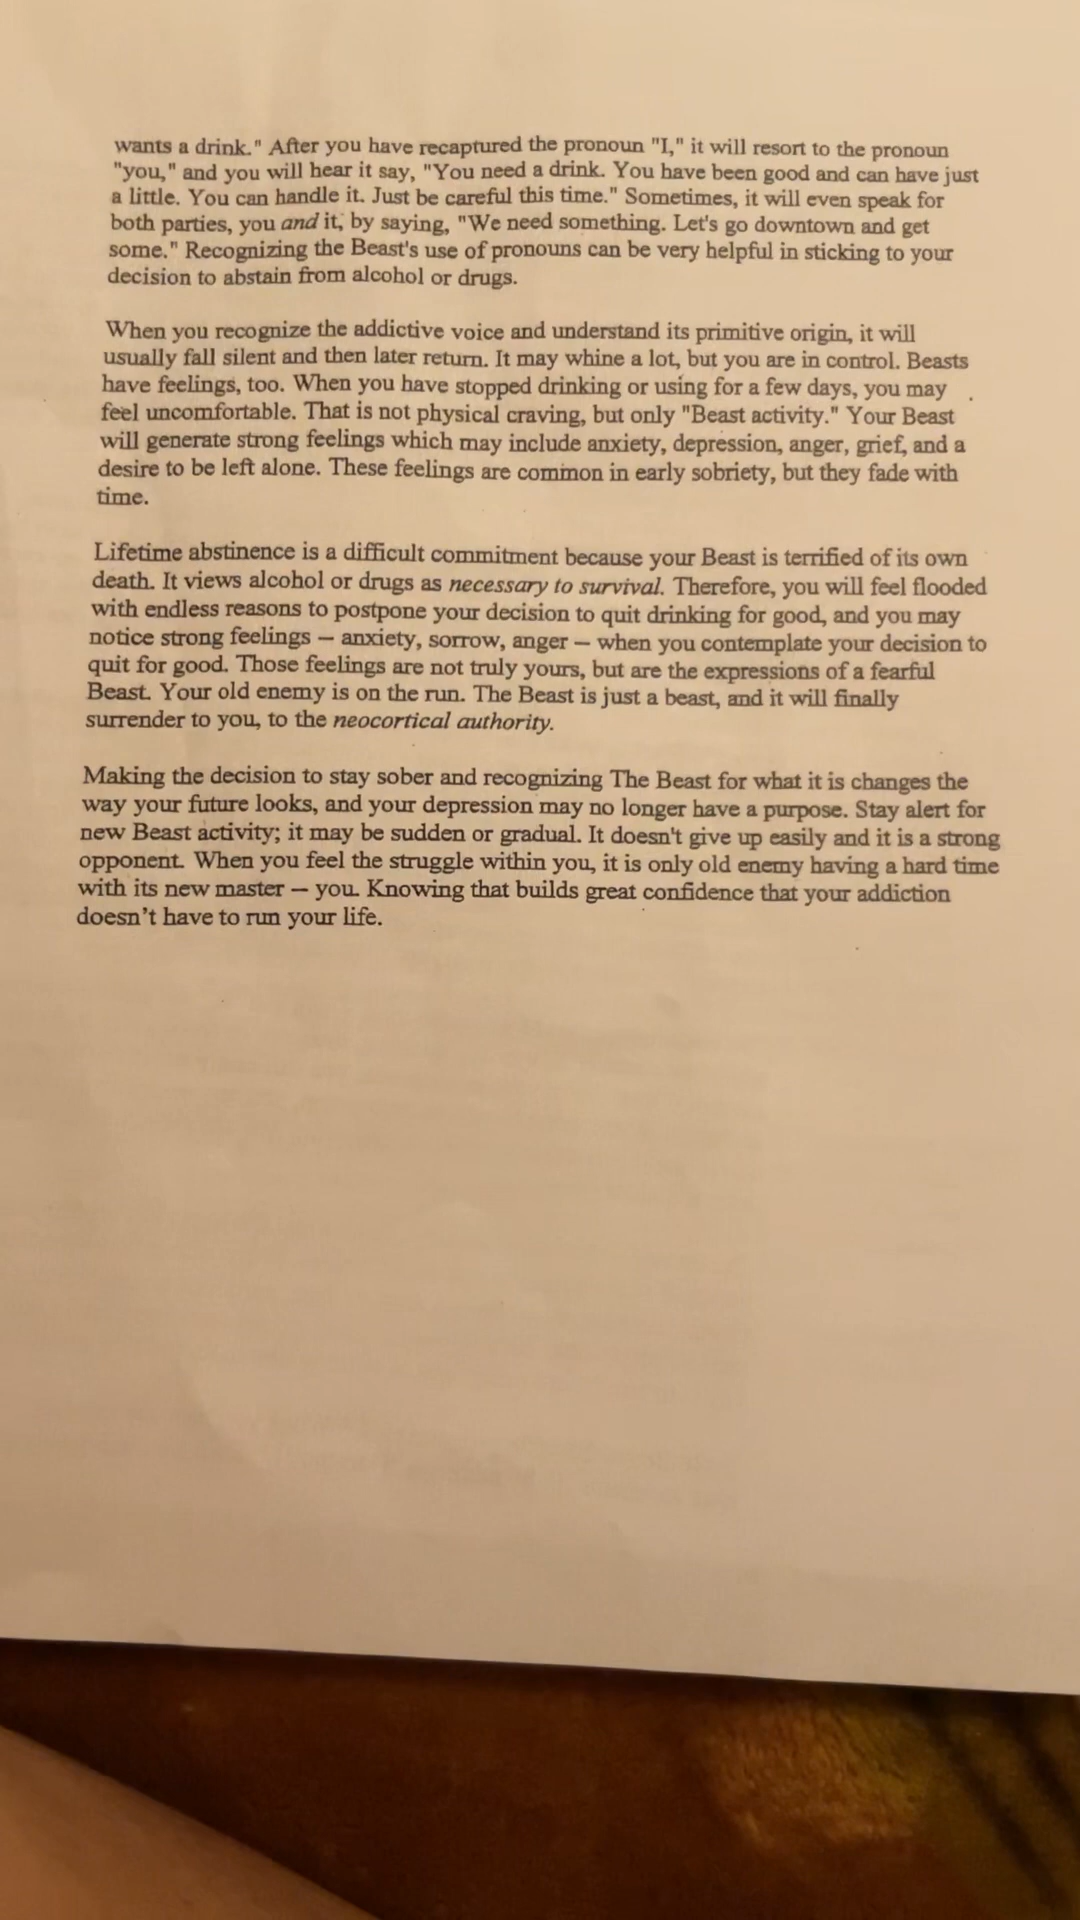 wants a drink." After you have recaptured the pronoun "I," it will resort to the pronoun
"you," and you will hear it say, "You need a drink. You have been good and can have just
a little. You can handle it. Just be careful this time." Sometimes, it will even speak for
both parties, you and it, by saying, "We need something. Let's go downtown and get
some." Recognizing the Beast's use of pronouns can be very helpful in sticking to your
decision to abstain from alcohol or drugs.
When you recognize the addictive voice and understand its primitive origin, it will
usually fall silent and then later return. It may whine a lot, but you are in control. Beasts
have feelings, too. When you have stopped drinking or using for a few days, you may
feel uncomfortable. That is not physical craving, but only "Beast activity." Your Beast
will generate strong feelings which may include anxiety, depression, anger, grief, and a
desire to be left alone. These feelings are common in early sobriety, but they fade with
time.
Lifetime abstinence is a difficult commitment because your Beast is terrified of its own
death. It views alcohol or drugs as necessary to survival. Therefore, you will feel flooded
with endless reasons to postpone your decision to quit drinking for good, and you may
notice strong feelings – anxiety, sorrow, anger – when you contemplate your decision to
quit for good. Those feelings are not truly yours, but are the expressions of a fearful
Beast. Your old enemy is on the run. The Beast is just a beast, and it will finally
surrender to you, to the neocortical authority.
Making the decision to stay sober and recognizing The Beast for what it is changes the
way your future looks, and your depression may no longer have a purpose. Stay alert for
new Beast activity; it may be sudden or gradual. It doesn't give up easily and it is a strong
opponent. When you feel the struggle within you, it is only old enemy having a hard time
with its new master – you. Knowing that builds great confidence that your addiction
doesn't have to run your life.